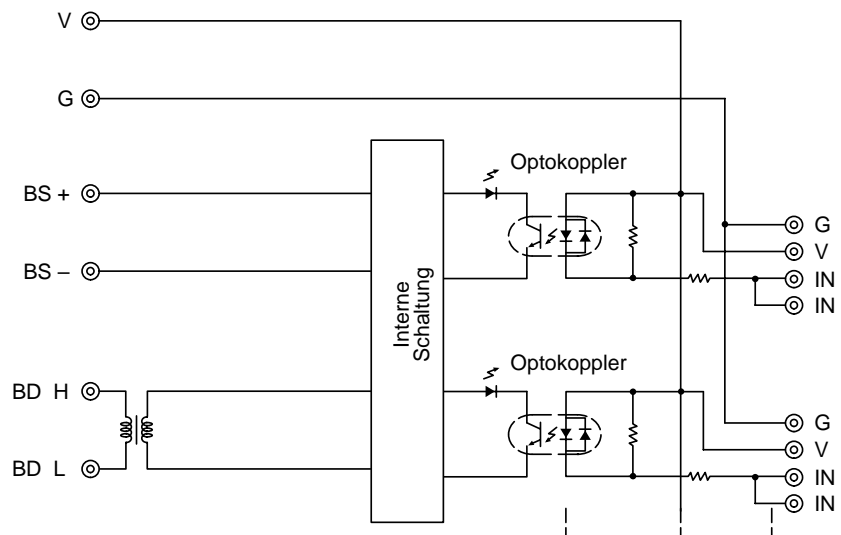 V
G
Optokoppler
BS +
G
V
BS –
IN
IN
Interne
Schaltung
Optokoppler
BD H
G
V
BD L
IN
IN